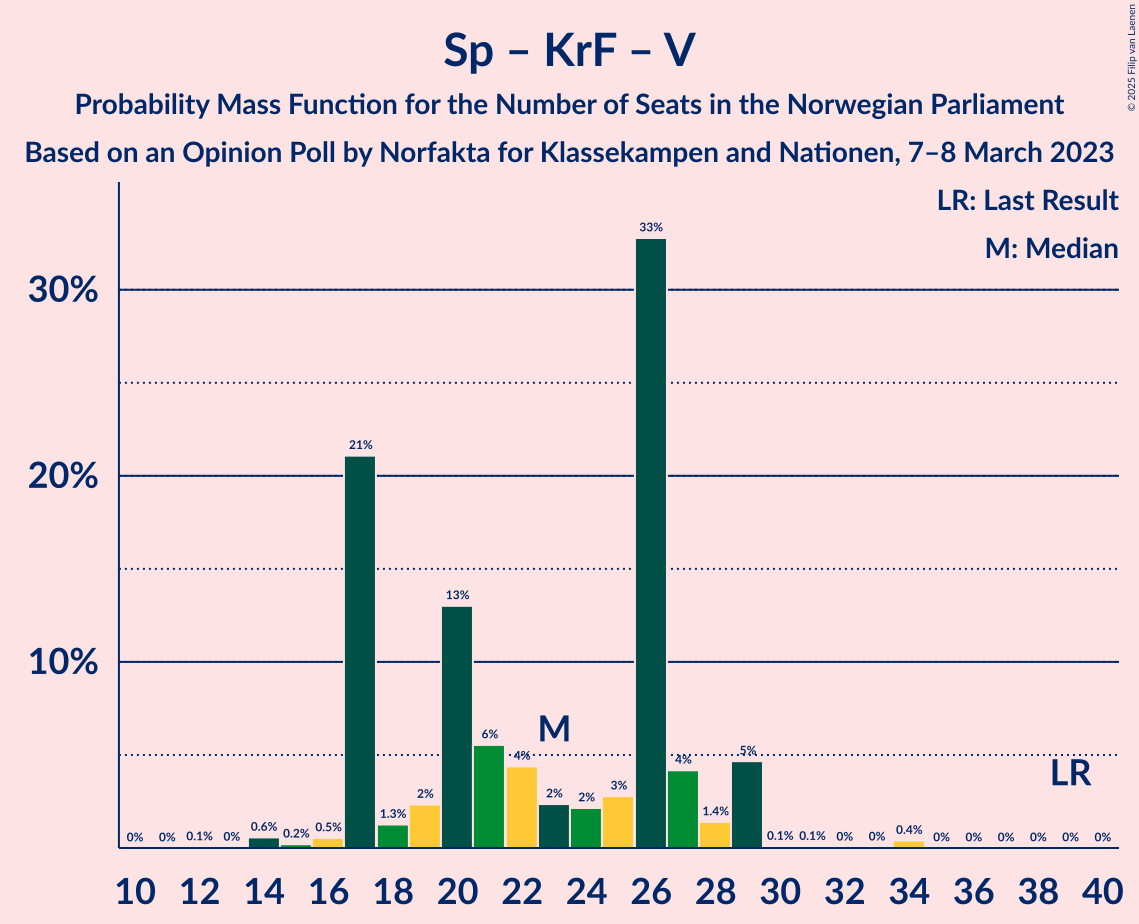 Sp – KrF – V
Probability Mass Function for the Number of Seats in the Norwegian Parliament
Based on an Opinion Poll by Norfakta for Klassekampen and Nationen, 7–8 March 2023
© 2025 Filip van Laenen
LR: Last Result
M: Median
30%
20%
10%
0% 0% 0.1% 0% 0.6% 0.2% 0.5% 21% 1.3% 2% 13% 6% 4% 2% 2% 3% 33% 4% 1.4% 5% 0.1% 0.1% 0% 0% 0.4% 0% 0% 0% 0% 0% 0%
M
LR
10 12 14 16 18 20 22 24 26 28 30 32 34 36 38 40